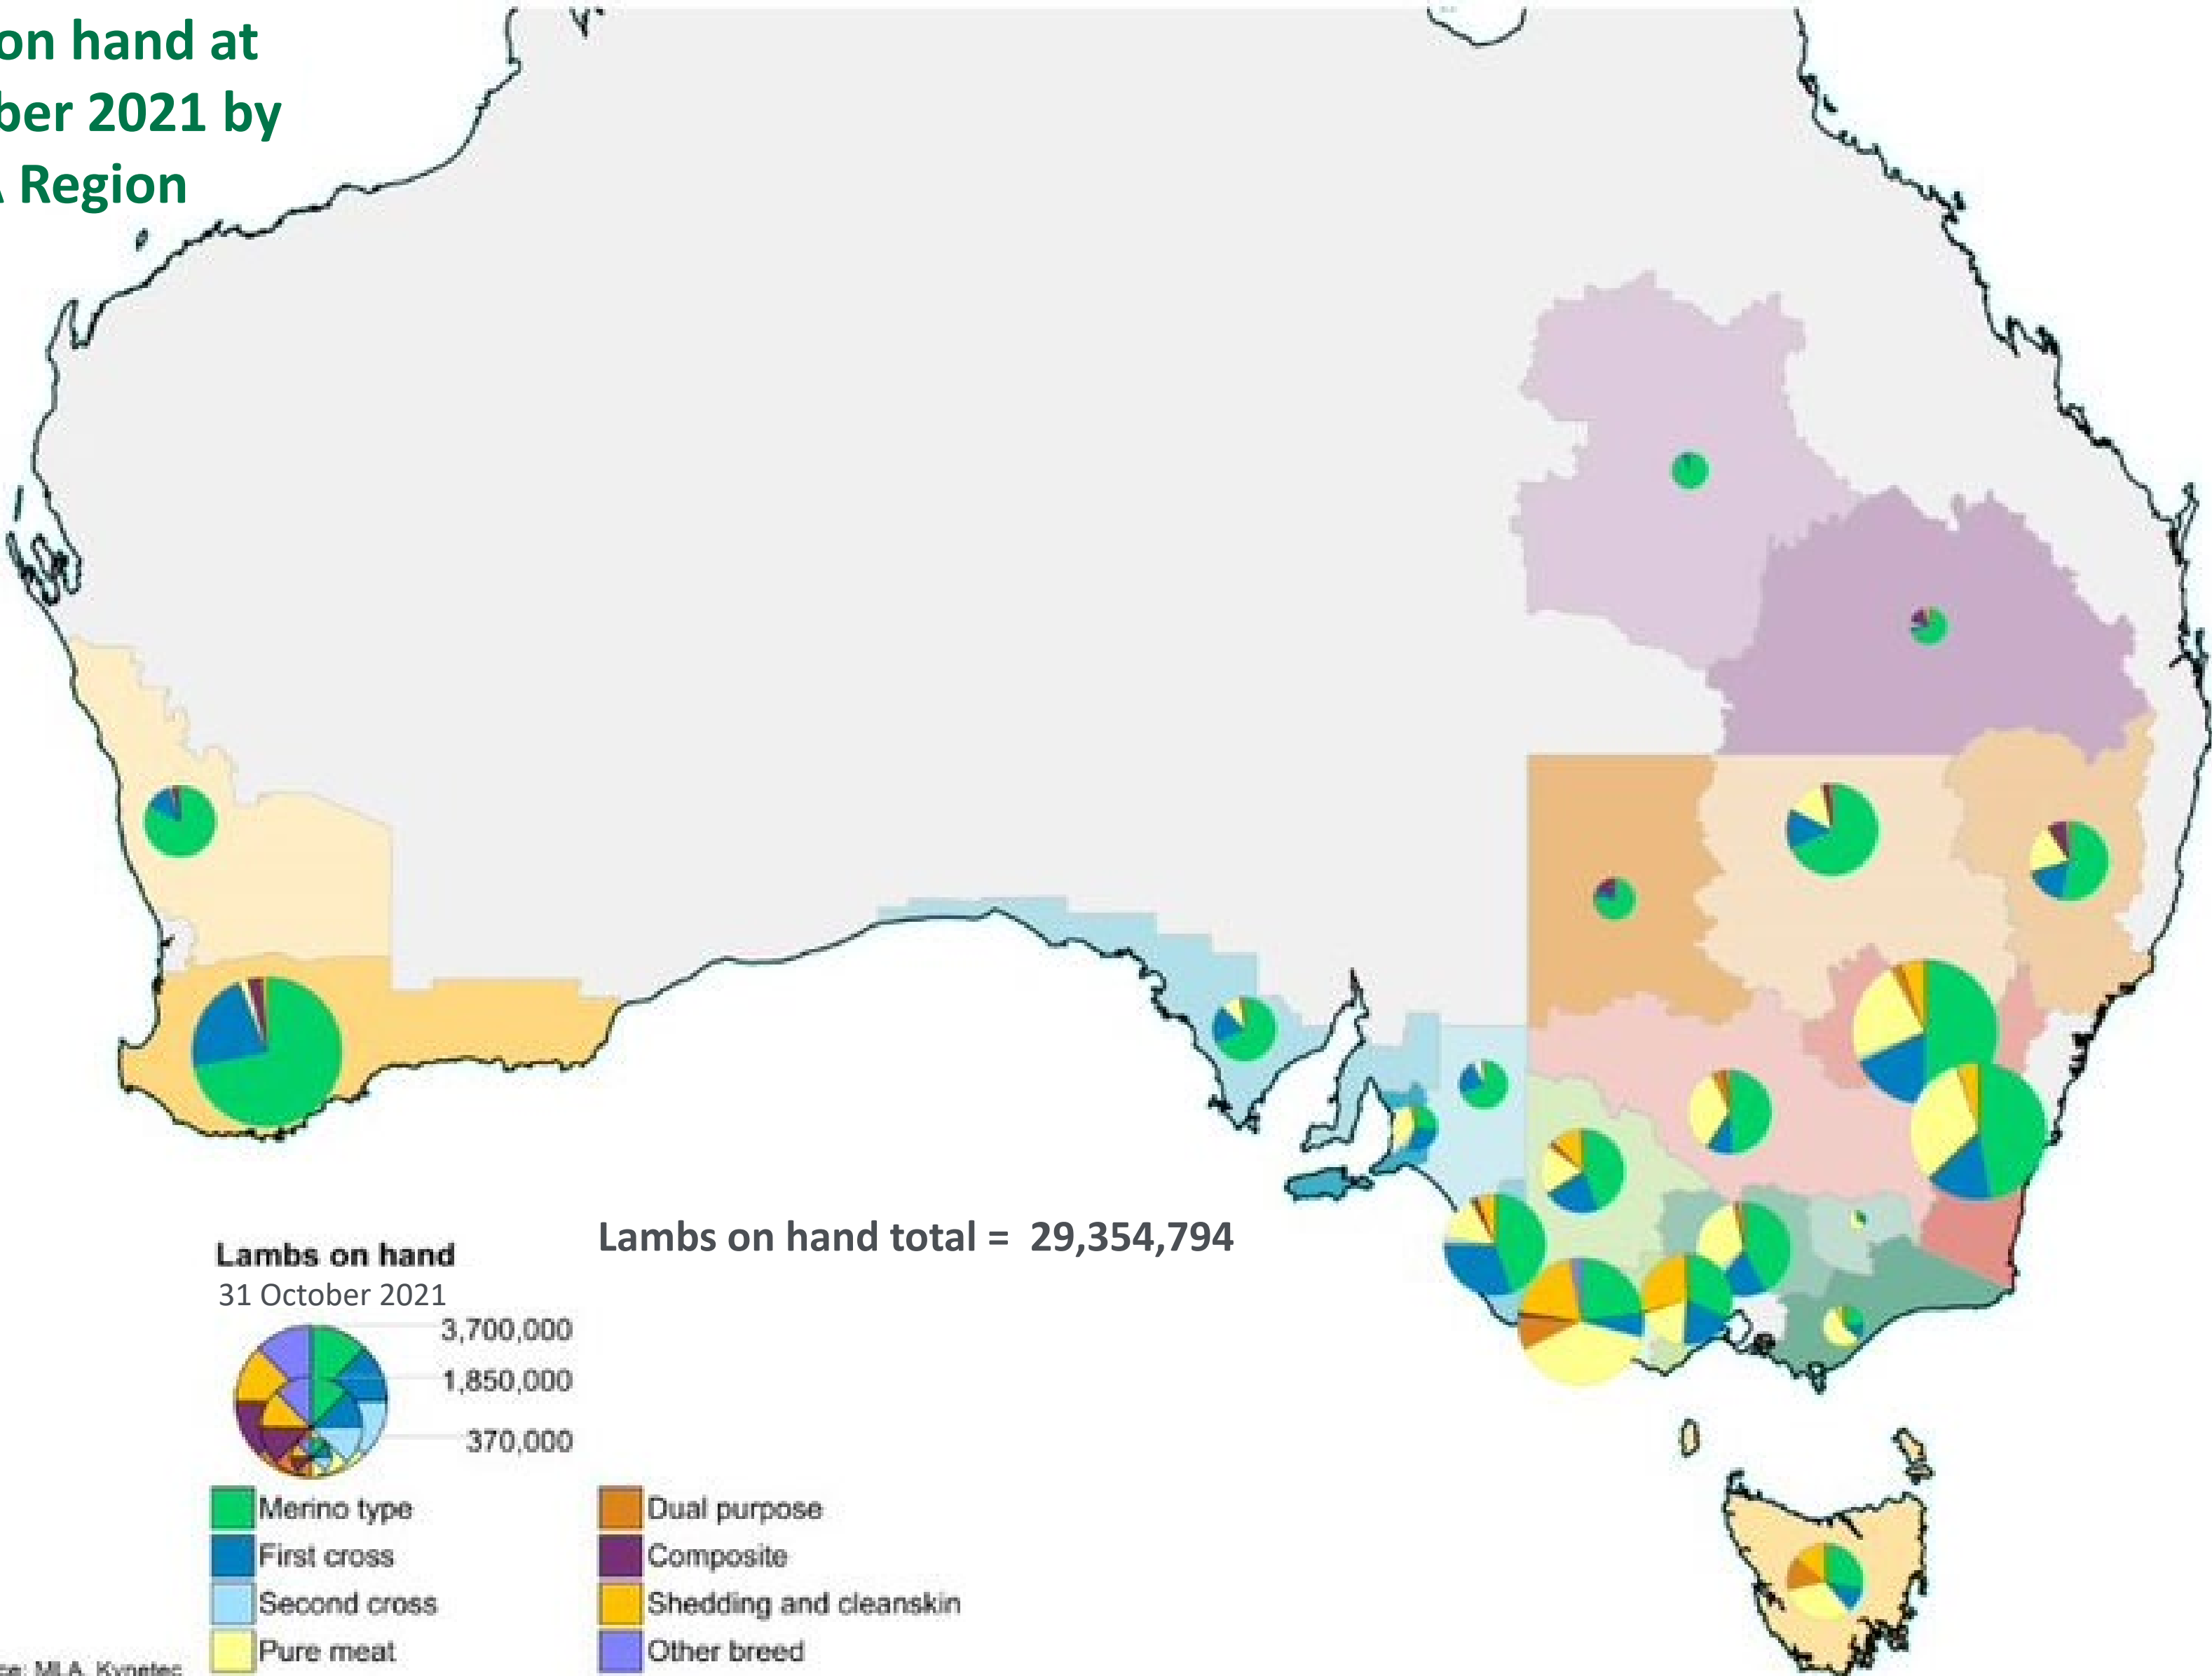 on hand at
ber 2021 by
Region
Lambs on hand total = 29,354,794
Lambs on hand
31 October 2021
3,700,000
1,850,000
370,000
Merino type
First cross
Second cross
Pure meat
Dual purpose
Composite
Shedding and cleanskin
Other breed
ce: MLA, Kynetec